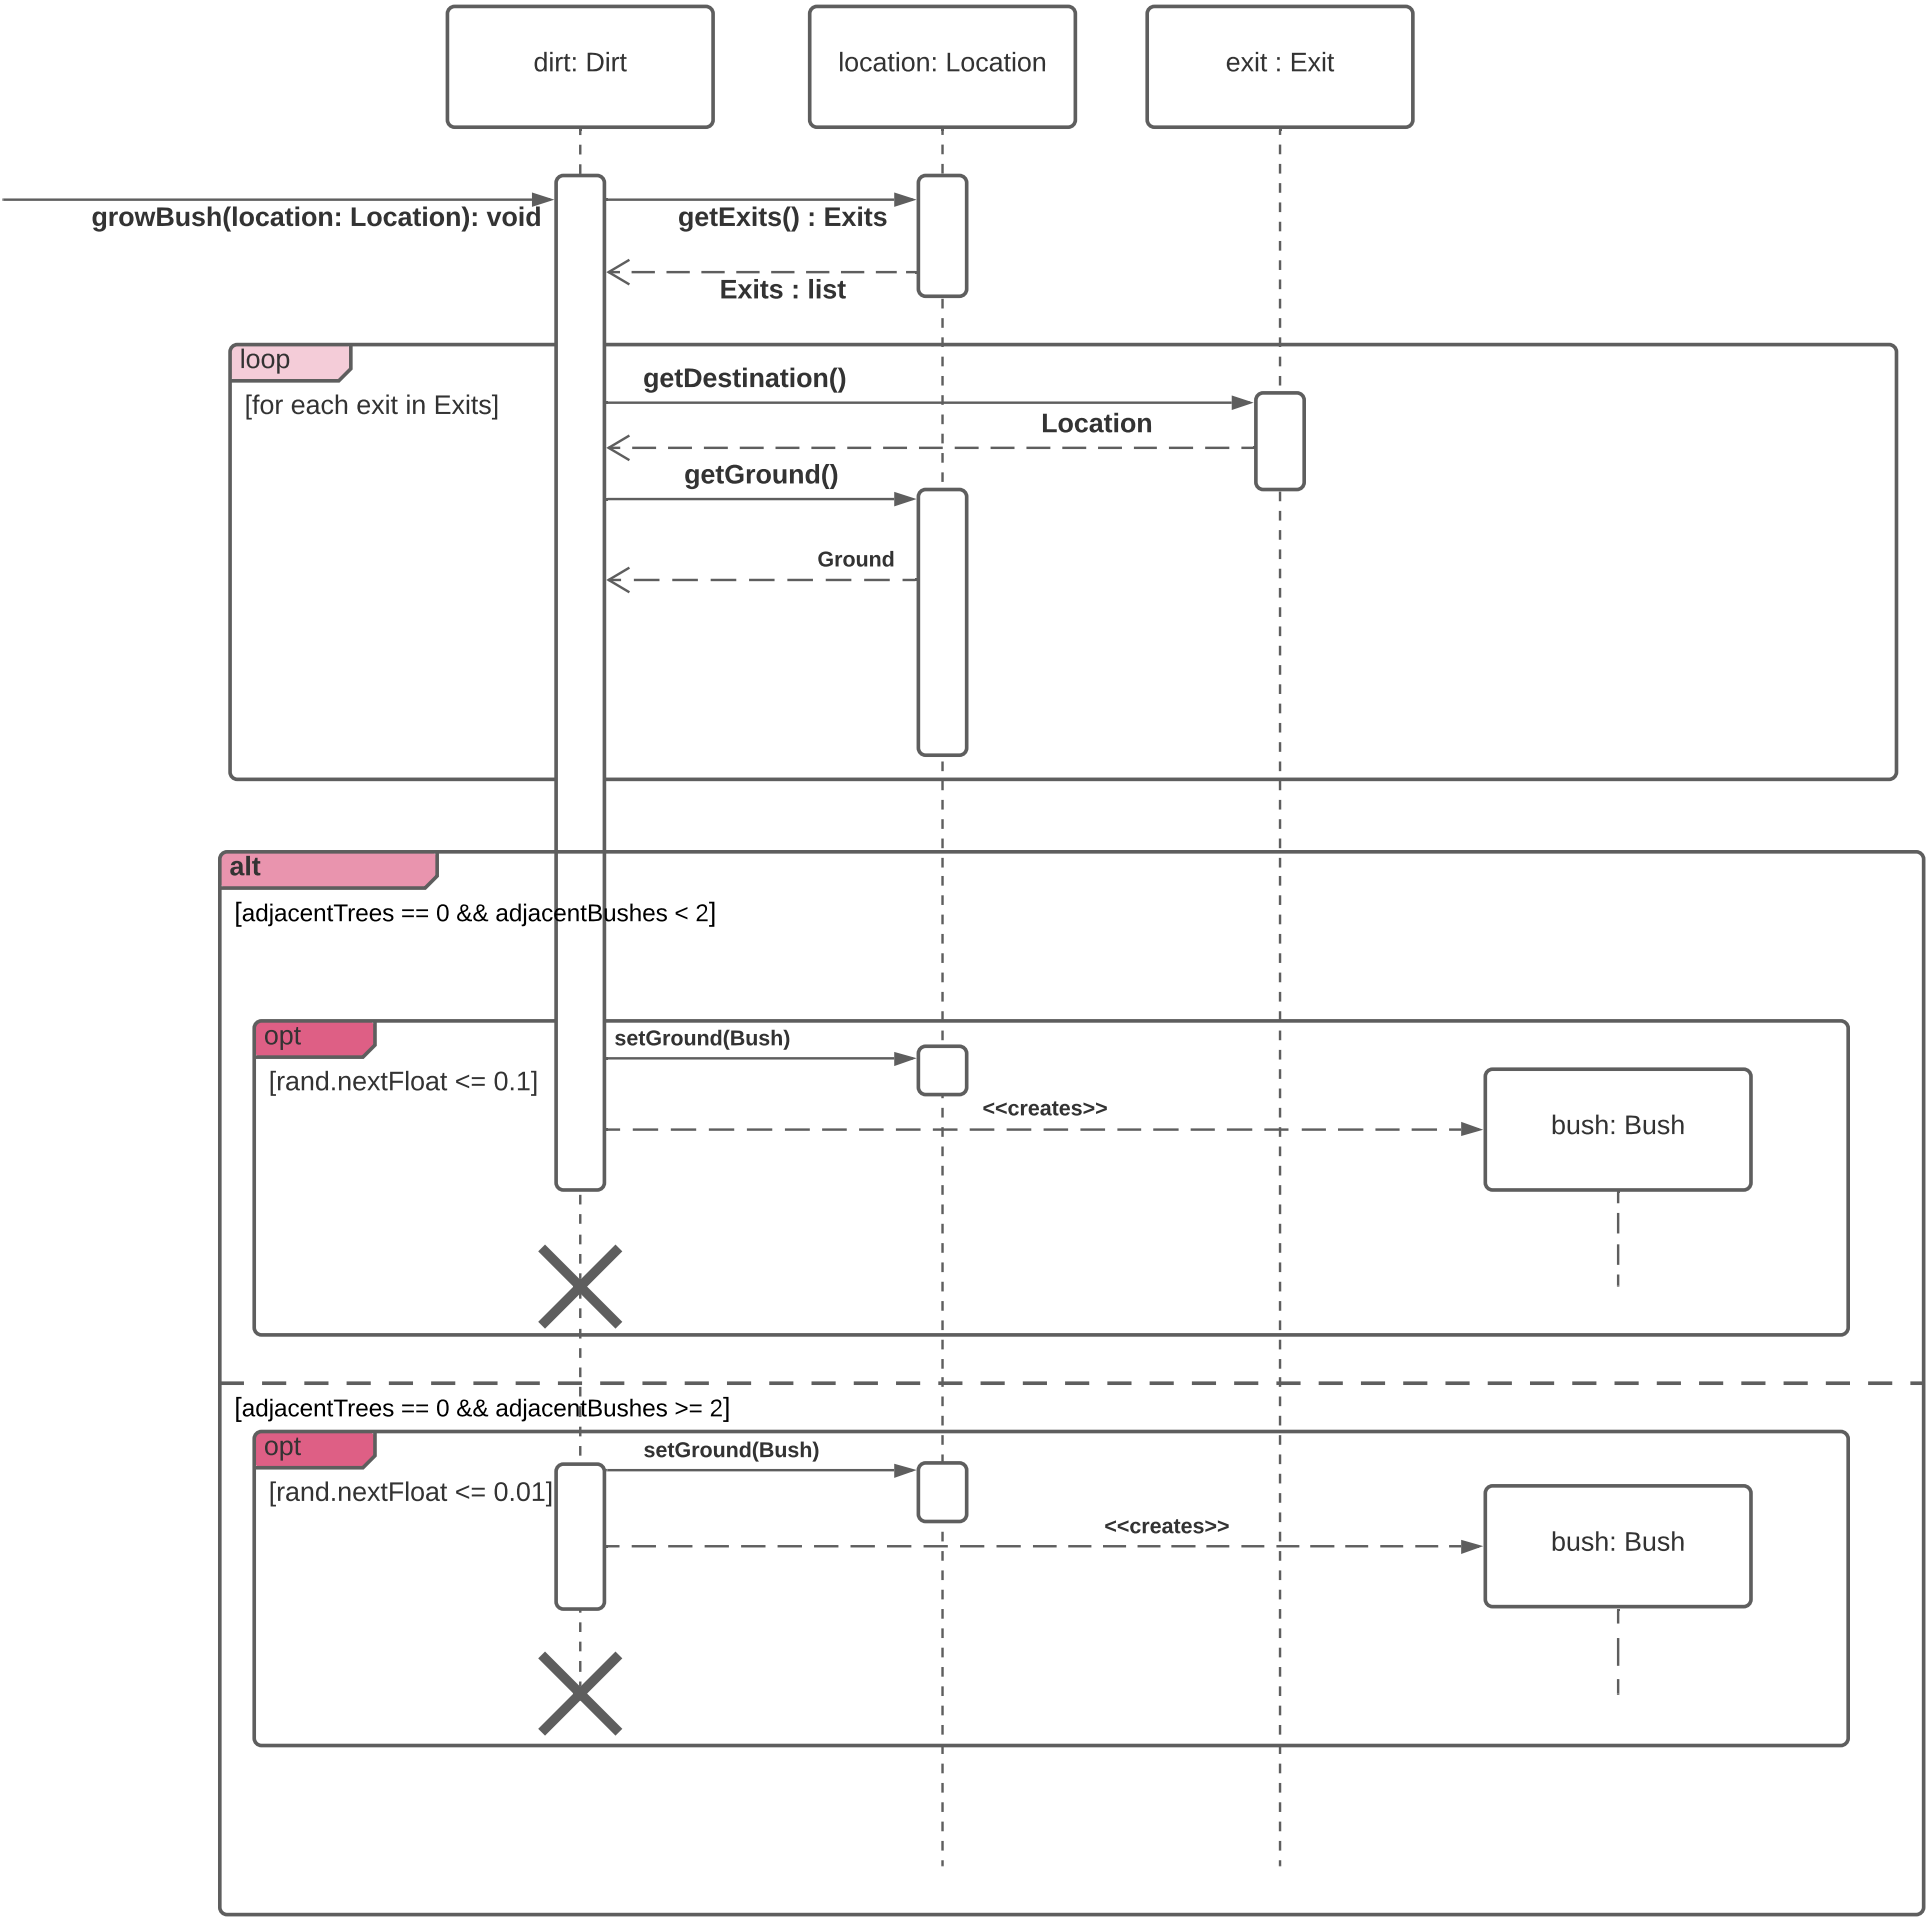 dirt: Dirt
location: Location
exit : Exit
growBush(location: Location): void
getExits() : Exits
Exits : list
loop
[for each exit in Exits]
getDestination()
Location
getGround()
Ground
alt
[adjacentTrees == 0 && adjacentBushes < 2]
opt
[rand.nextFloat <= 0.1]
setGround(Bush)
<<creates>>
bush: Bush
[adjacentTrees == 0 && adjacentBushes >= 2]
opt
[rand.nextFloat <= 0.01]
setGround(Bush)
<<creates>>
bush: Bush